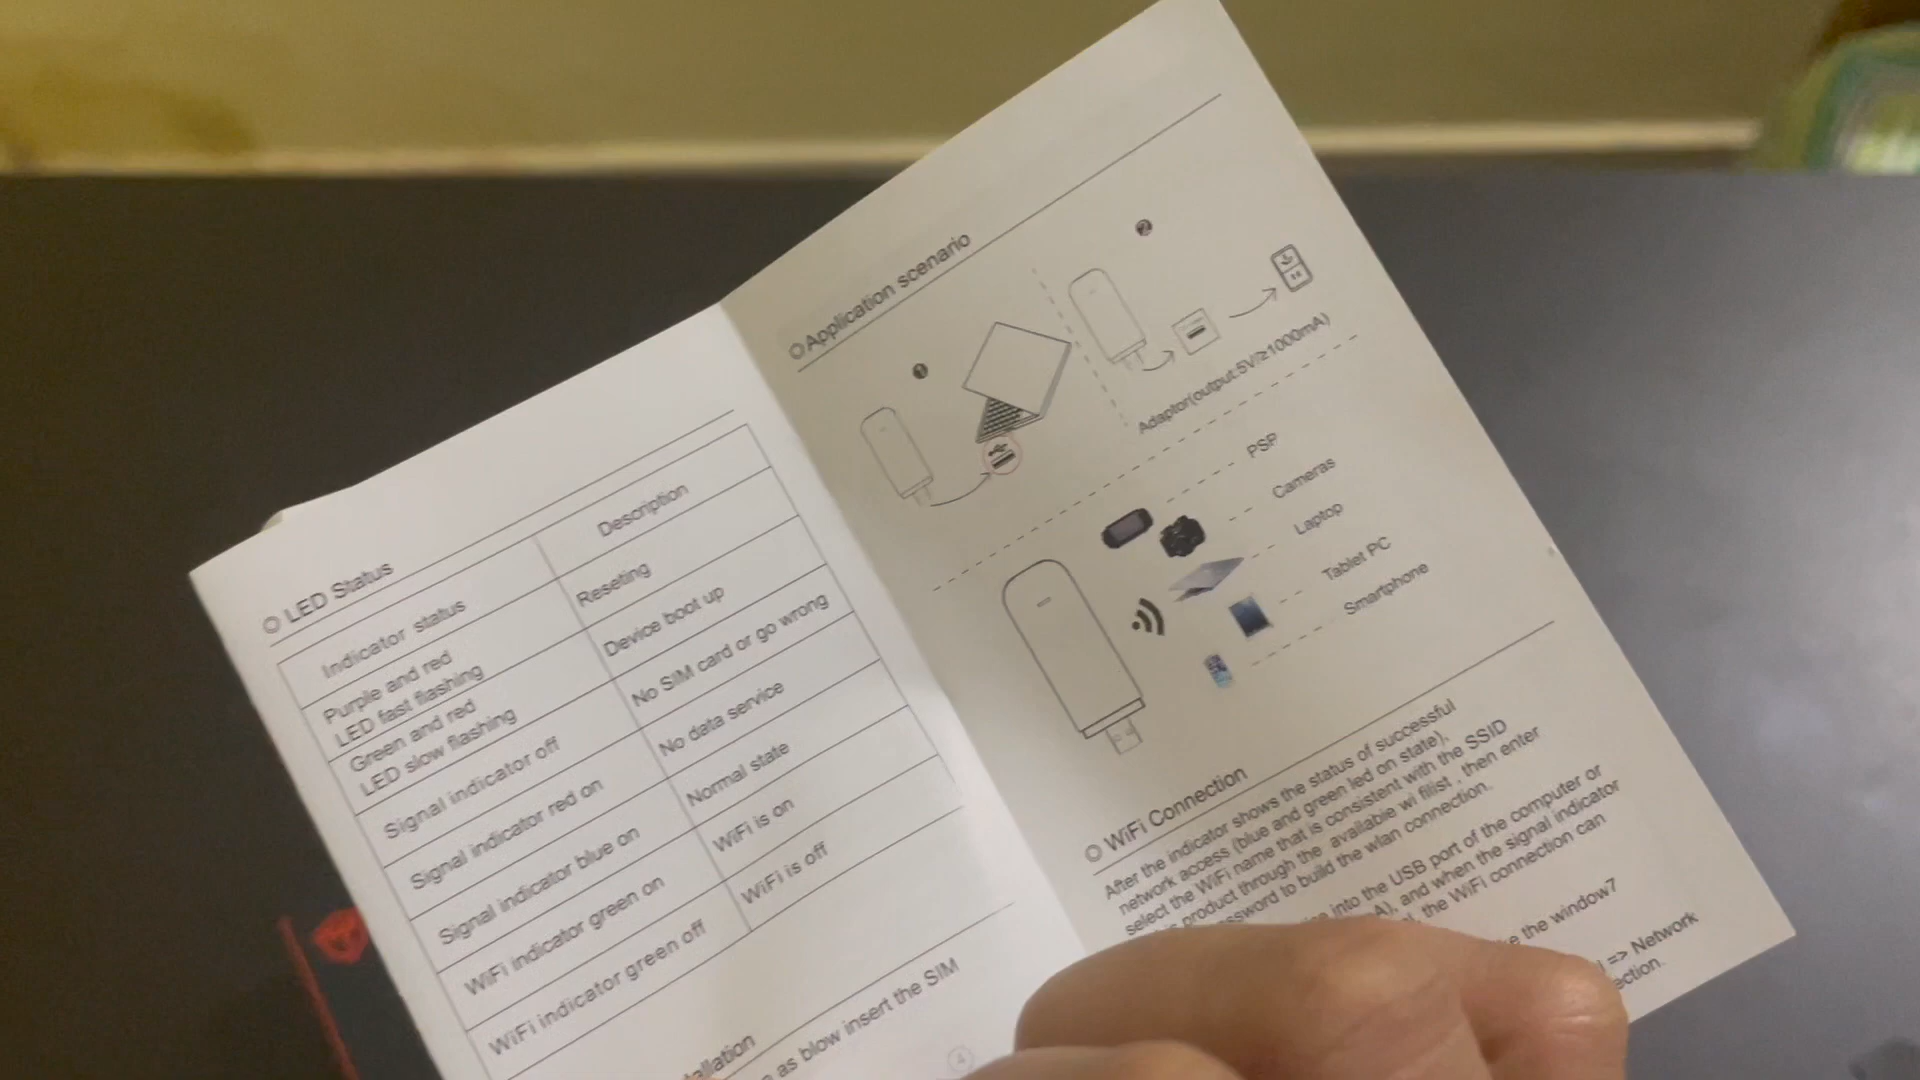 LED Status
Indicator status Description
Purple and red
LED fast flashing Reseting
Green and red
LED slow flashing Device boot up
Signal indicator off No SIM card or go wrong
Signal indicator red on No data service
Signal indicator blue on Normal state
WiFi indicator green on WiFi is on
WiFi indicator green off WiFi is off
as blow insert the SIM
4
Application scenario
1
2
Adaptor(output:5V/≥1000mA)
PSP
Cameras
Laptop
Tablet PC
Smartphone
WiFi Connection
After the indicator shows the status of successful
network access (blue and green led on state),
select the WiFi name that is consistent with the SSID
product through the available wi filist , then enter
to build the wlan connection.
into the USB port of the computer or
and when the signal indicator
the WiFi connection can
the window7
=> Network